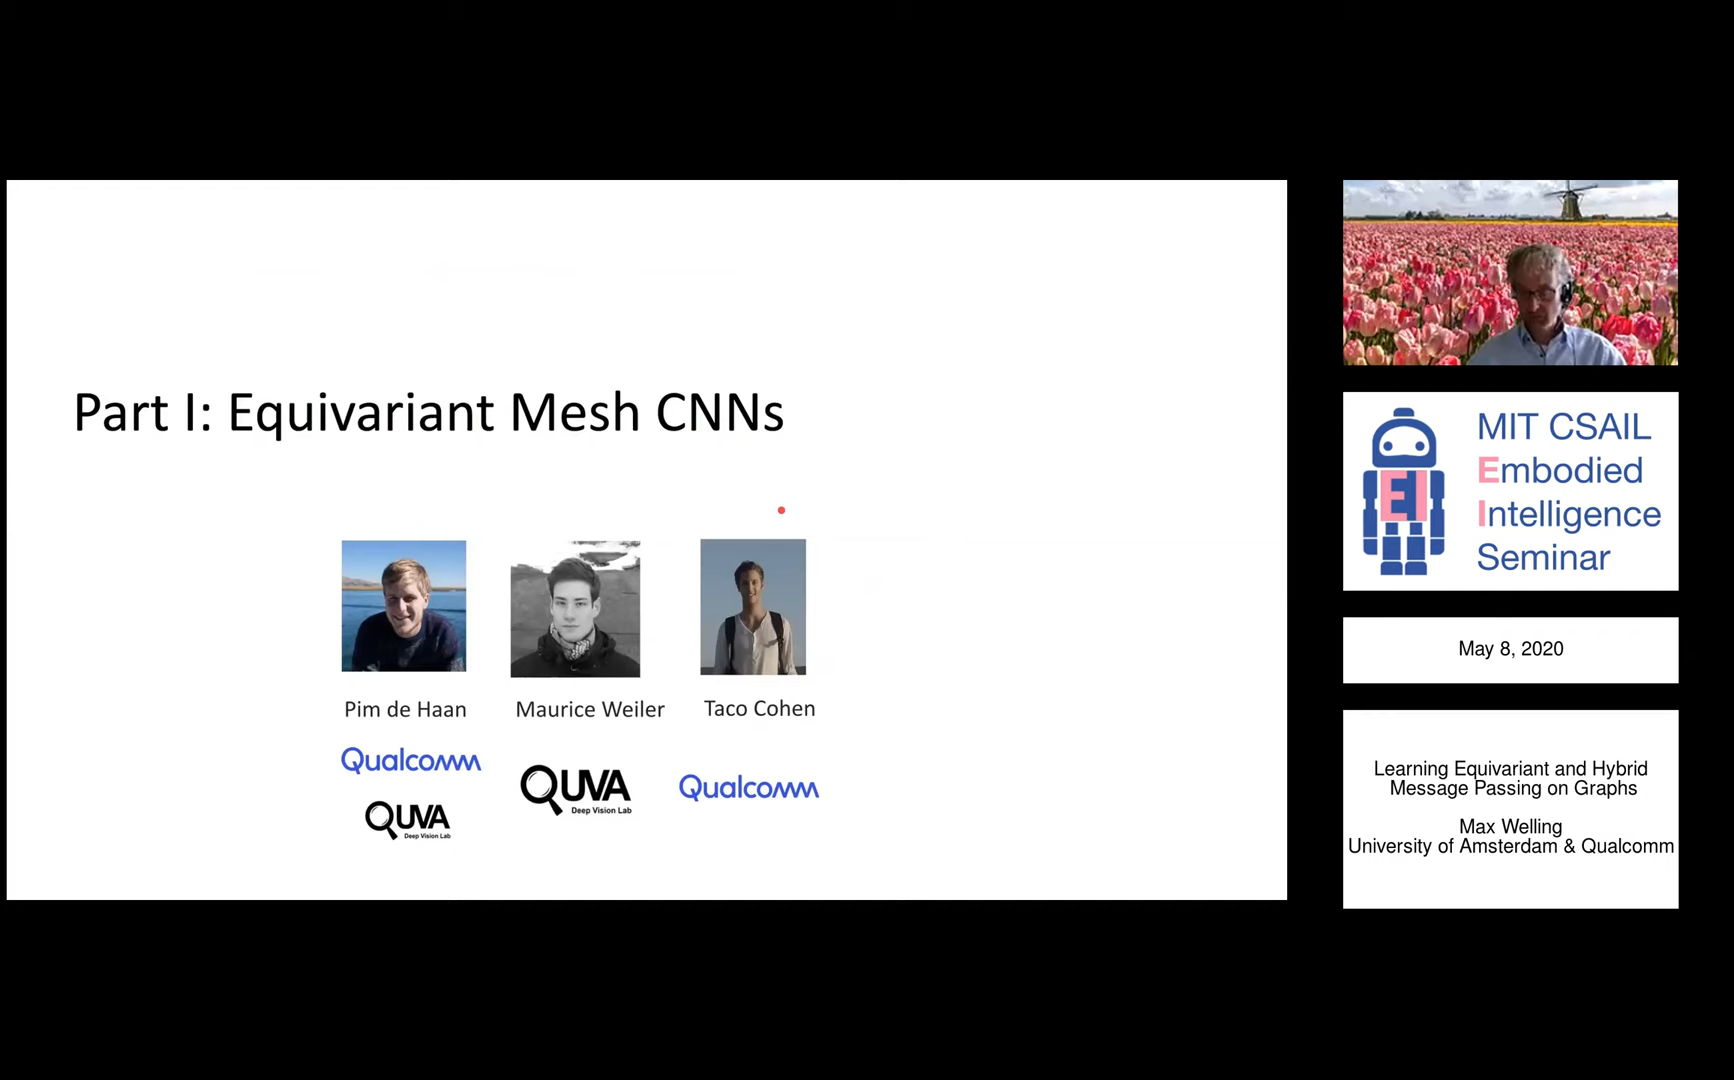 Part I: Equivariant Mesh CNNs
Pim de Haan
Maurice Weiler
Taco Cohen
Qualcomm
QUVA
Deep Vision Lab
QUVA
Deep Vision Lab
Qualcomm
EI
MIT CSAIL
Embodied
Intelligence
Seminar
May 8, 2020
Learning Equivariant and Hybrid
Message Passing on Graphs
Max Welling
University of Amsterdam & Qualcomm